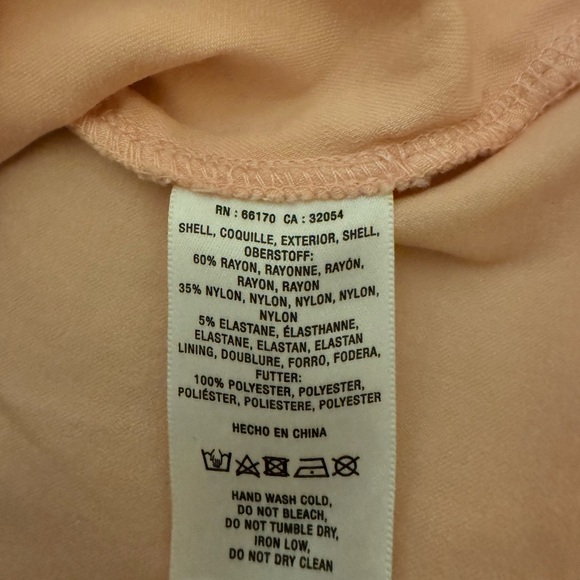 RN : 66170 CA : 32054
SHELL, COQUILLE, EXTERIOR, SHELL,
OBERSTOFF:
60% RAYON, RAYONNE, RAYÓN,
RAYON, RAYON
35% NYLON, NYLON, NYLON, NYLON,
NYLON
5% ELASTANE, ÉLASTHANNE,
ELASTANE, ELASTAN, ELASTAN
LINING, DOUBLURE, FORRO, FODERA,
FUTTER:
100% POLYESTER, POLYESTER,
POLIÉSTER, POLIESTERE, POLYESTER
HECHO EN CHINA
HAND WASH COLD,
DO NOT BLEACH,
DO NOT TUMBLE DRY,
IRON LOW,
DO NOT DRY CLEAN